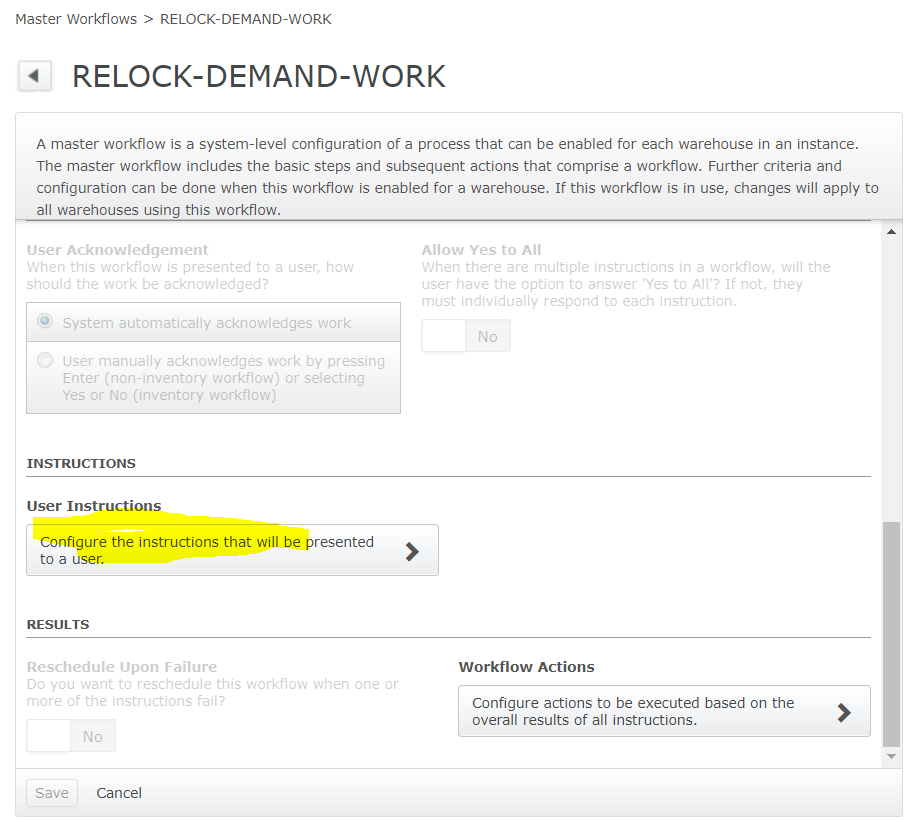 Master Workflows > RELOCK-DEMAND-WORK
RELOCK-DEMAND-WORK
A master workflow is a system-level configuration of a process that can be enabled for each warehouse in an instance.
The master workflow includes the basic steps and subsequent actions that comprise a workflow. Further criteria and
configuration can be done when this workflow is enabled for a warehouse. If this workflow is in use, changes will apply to
all warehouses using this workflow.
User Acknowledgement
When this workflow is presented to a user, how
should the work be acknowledged?
System automatically acknowledges work
User manually acknowledges work by pressing
Enter (non-inventory workflow) or selecting
Yes or No (inventory workflow)
Allow Yes to All
When there are multiple instructions in a workflow, will the
user have the option to answer 'Yes to All'? If not, they
must individually respond to each instruction.
No
INSTRUCTIONS
User Instructions
Configure the instructions that will be presented
to a user.
RESULTS
Reschedule Upon Failure
Do you want to reschedule this workflow when one or
more of the instructions fail?
No
Workflow Actions
Configure actions to be executed based on the
overall results of all instructions.
Save Cancel